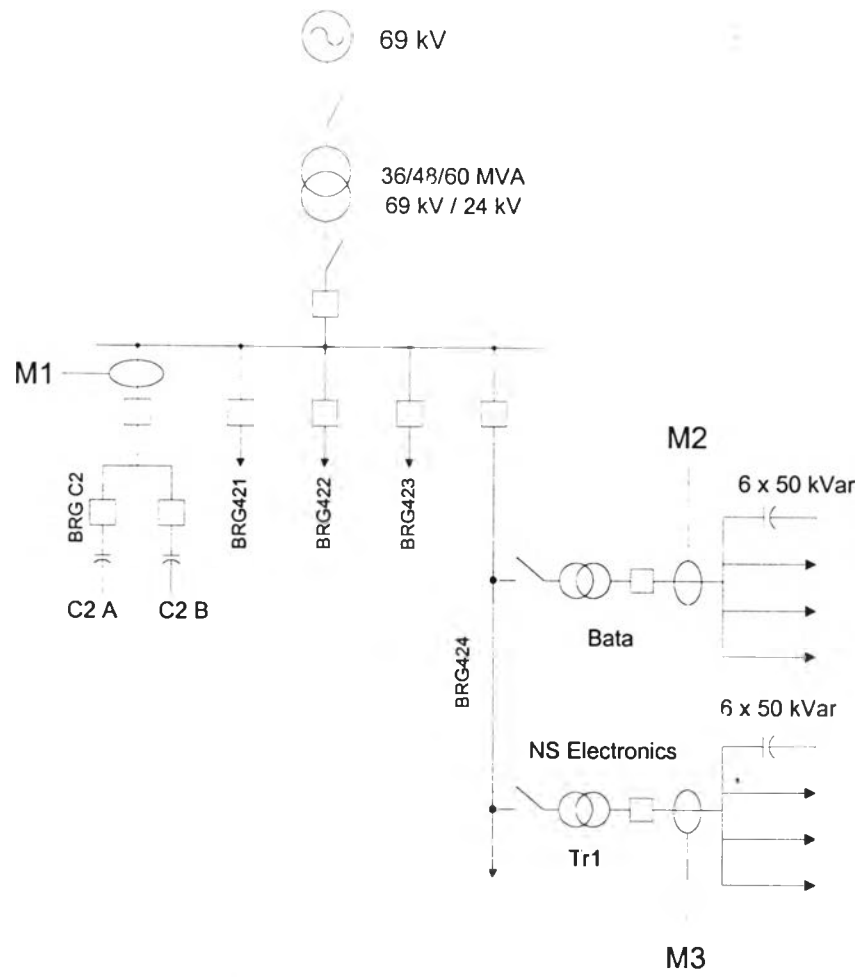 69 kV
36/48/60 MVA
69 kV / 24 kV
M1
M2
6 x 50 kVar
BRG C2
BRG421
BRG422
BRG423
C2 A
C2 B
Bata
BRG424
6 x 50 kVar
NS Electronics
Tr1
M3